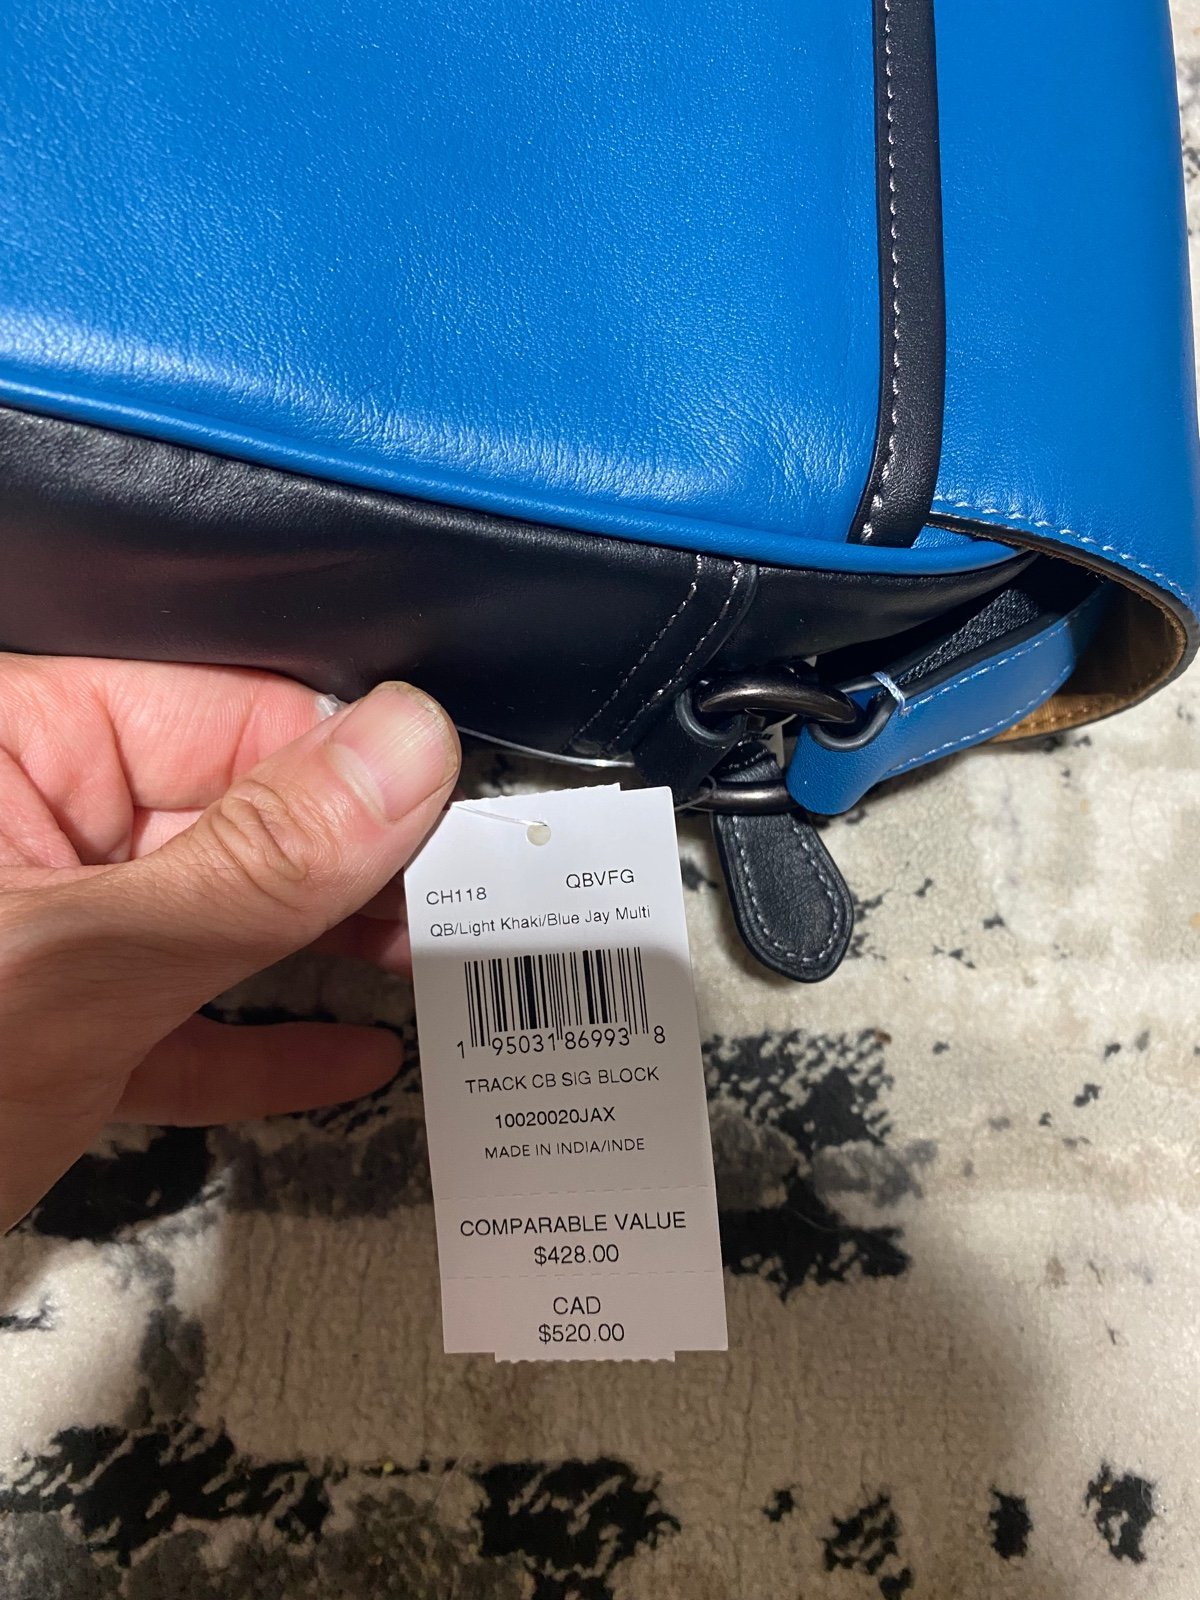 CH118 QBVFG
QB/Light Khaki/Blue Jay Multi
1 95031 86993 8
TRACK CB SIG BLOCK
10020020JAX
MADE IN INDIA/INDE
COMPARABLE VALUE
$428.00
CAD
$520.00